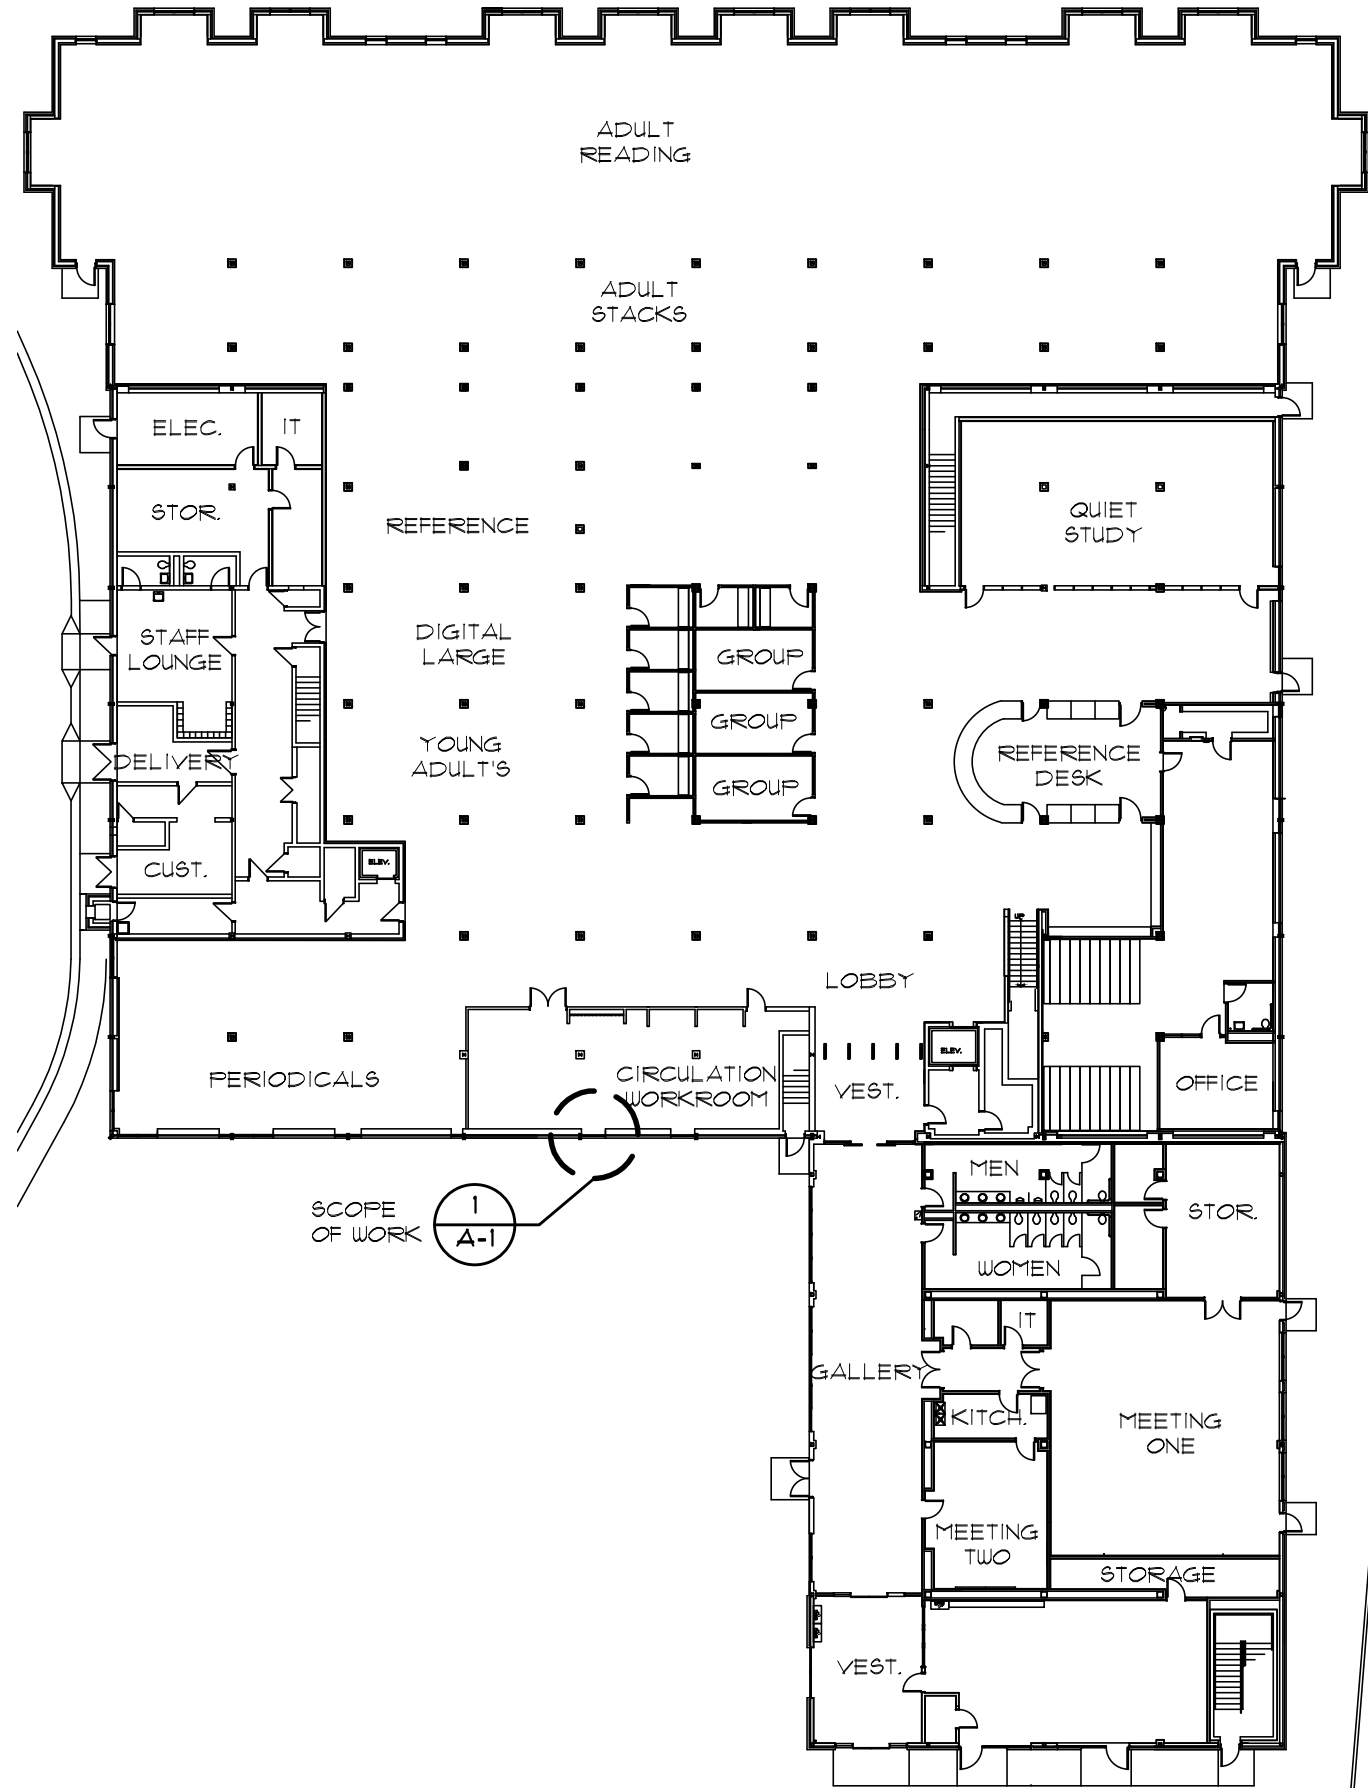 ADULT
READING
ADULT
STACKS
ELEC.
IT
STOR.
REFERENCE
QUIET
STUDY
STAFF
LOUNGE
DIGITAL
LARGE
GROUP
GROUP
YOUNG
ADULT'S
DELIVERY
REFERENCE
DESK
GROUP
CUST.
ELEV.
UP
LOBBY
ELEV.
PERIODICALS
CIRCULATION
WORKROOM
VEST.
OFFICE
MEN
SCOPE
OF WORK
1
A-1
STOR.
WOMEN
IT
GALLERY
KITCH.
MEETING
ONE
MEETING
TWO
STORAGE
VEST.